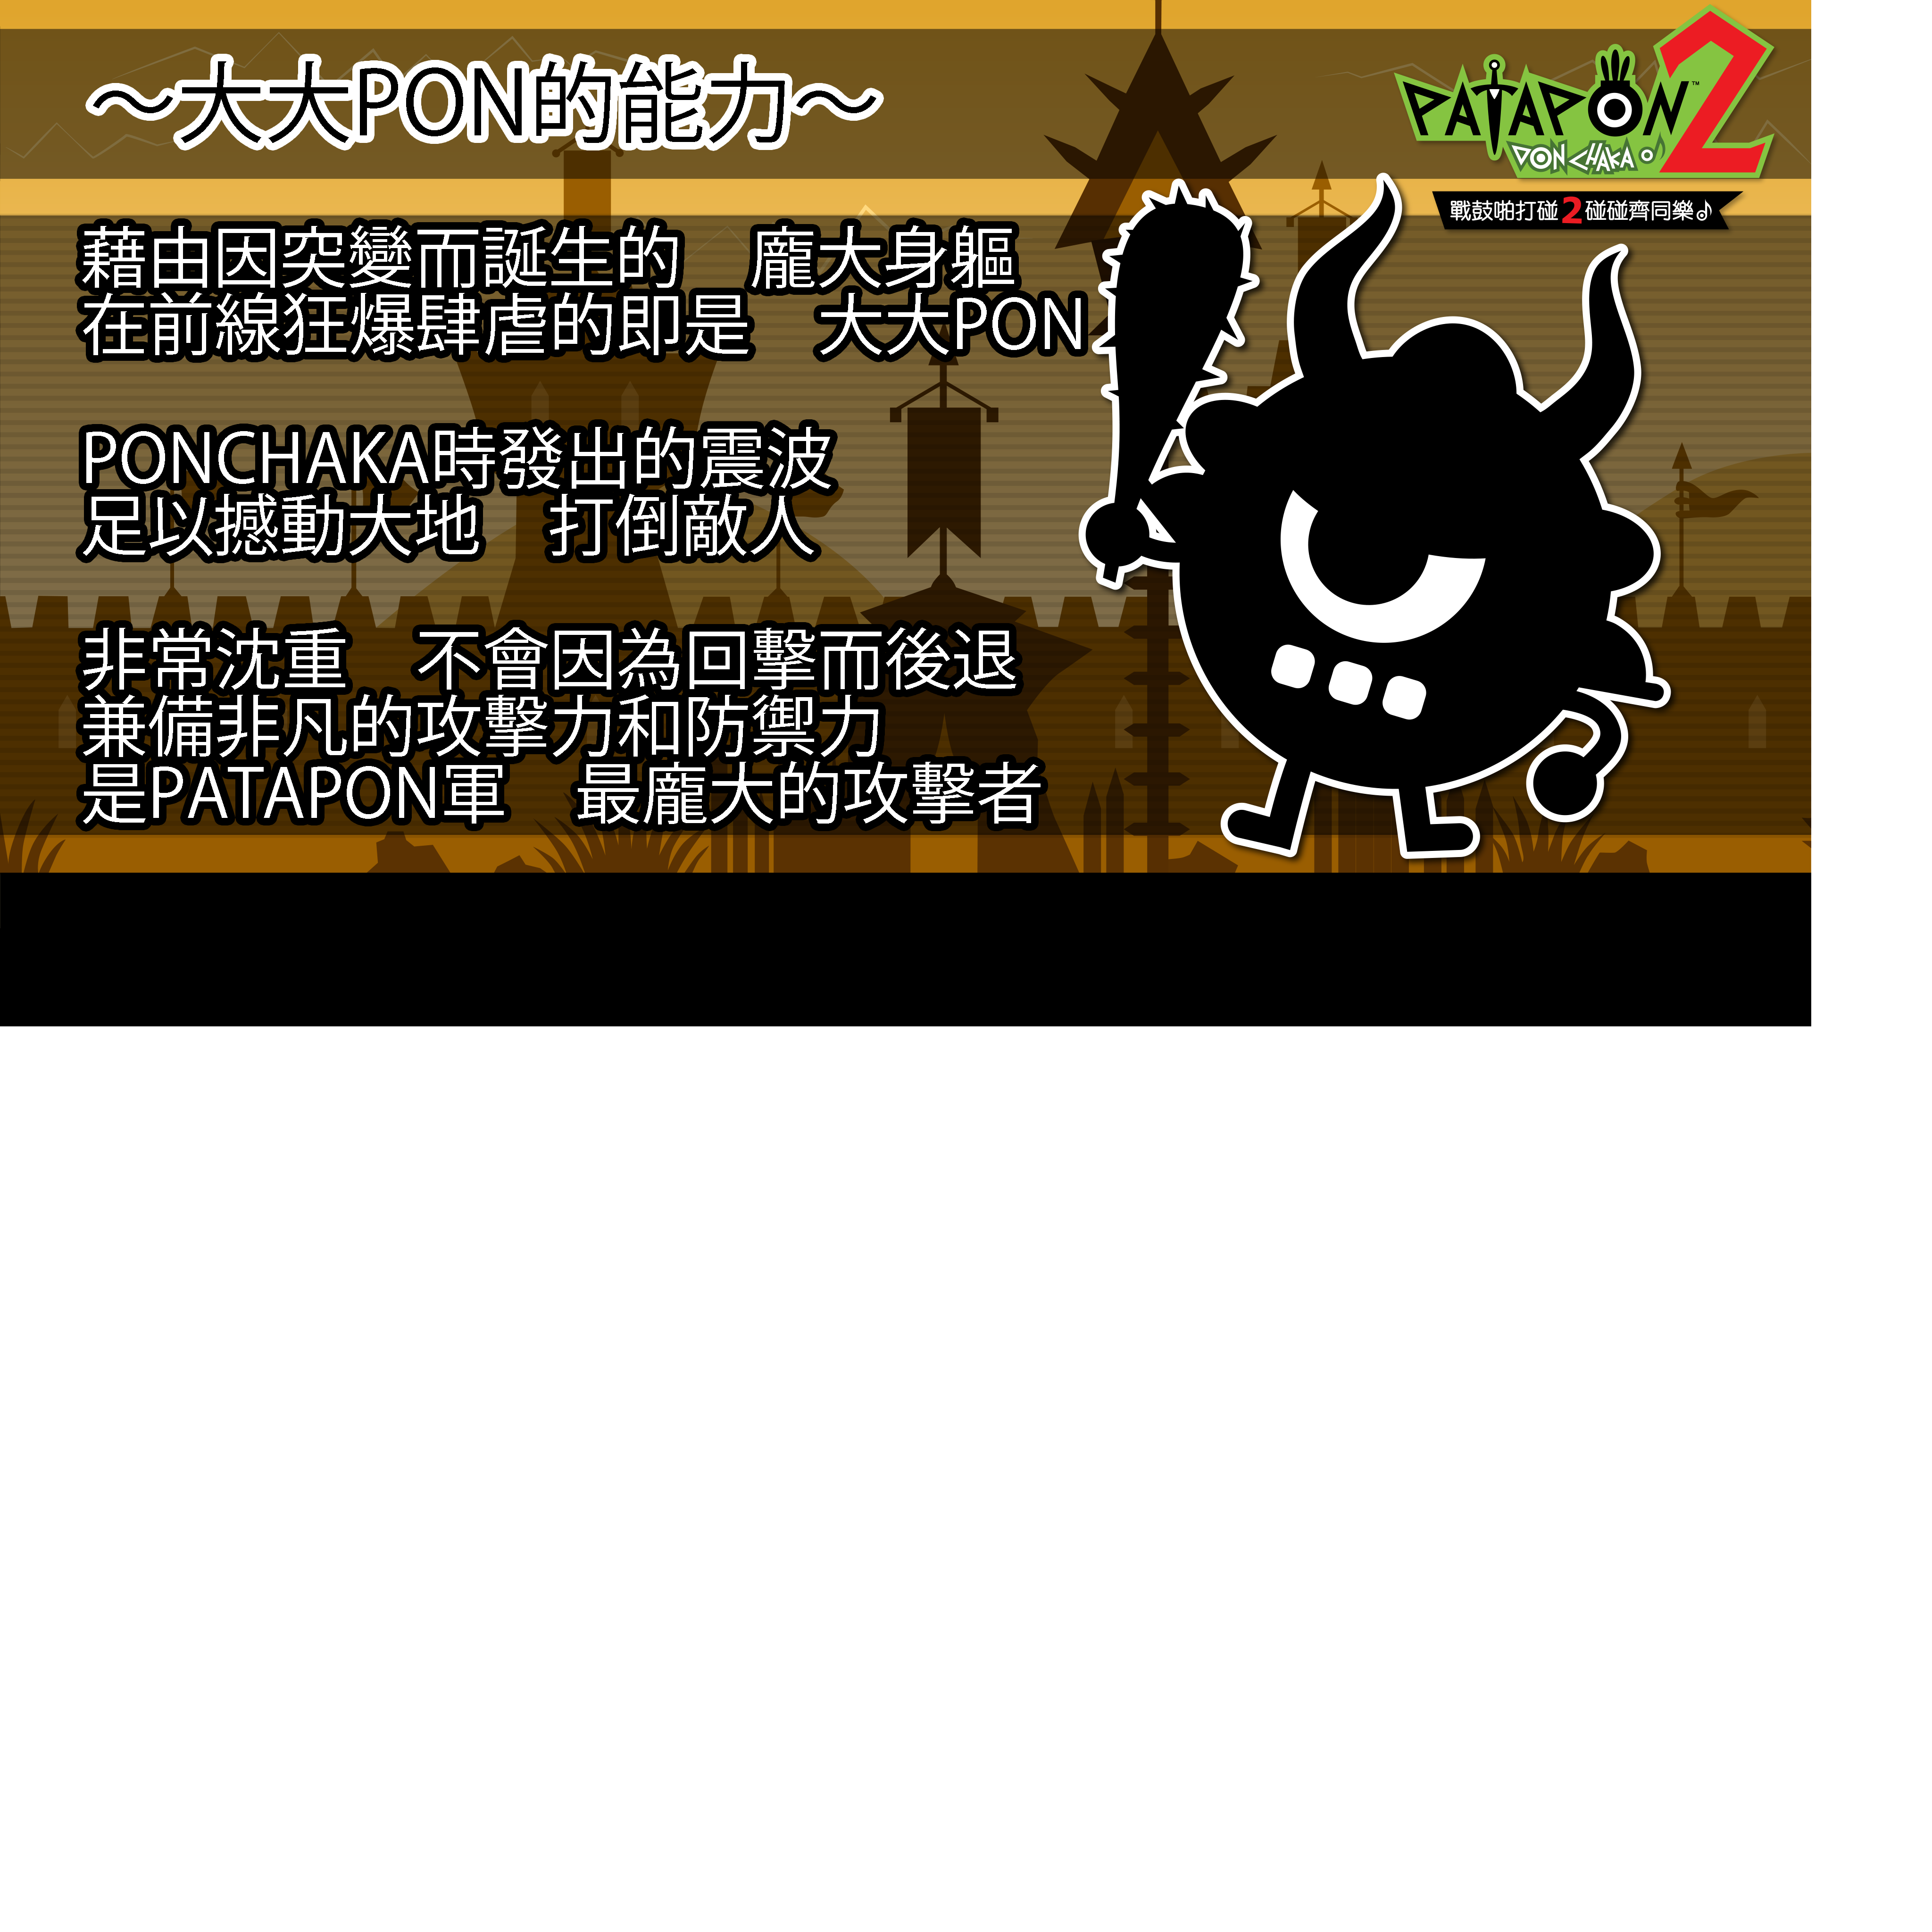 ～大大PON的能力～
PATAPON2™
DON CHAKA♪
戰鼓啪打碰2碰碰齊同樂♪
藉由因突變而誕生的　龐大身軀
在前線狂爆肆虐的即是　大大PON
PONCHAKA時發出的震波
足以撼動大地　打倒敵人
非常沈重　不會因為回擊而後退
兼備非凡的攻擊力和防禦力
是PATAPON軍　最龐大的攻擊者